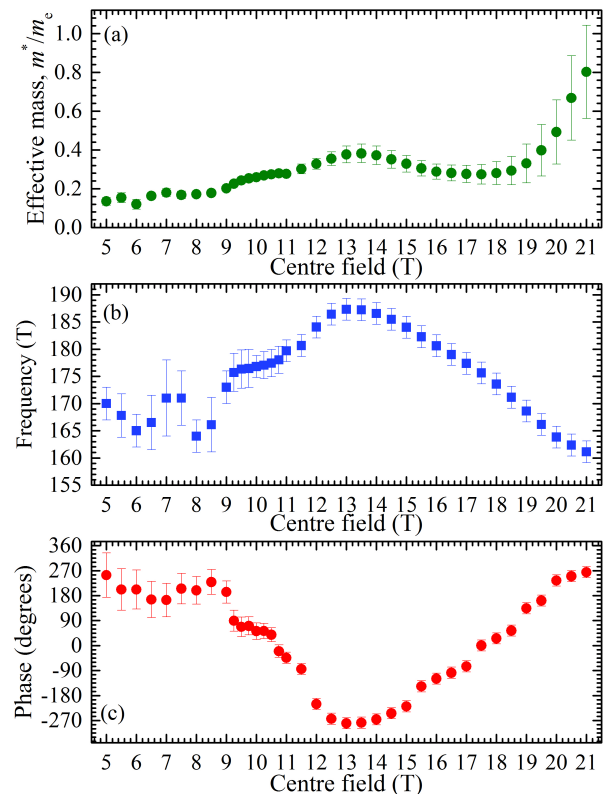 (a)
Effective mass, m*/mₑ
1.0
0.8
0.6
0.4
0.2
0.0
5 6 7 8 9 10 11 12 13 14 15 16 17 18 19 20 21
Centre field (T)
(b)
Frequency (T)
190
185
180
175
170
165
160
155
5 6 7 8 9 10 11 12 13 14 15 16 17 18 19 20 21
Centre field (T)
Phase (degrees)
360
270
180
90
0
-90
-180
-270
(c)
5 6 7 8 9 10 11 12 13 14 15 16 17 18 19 20 21
Centre field (T)